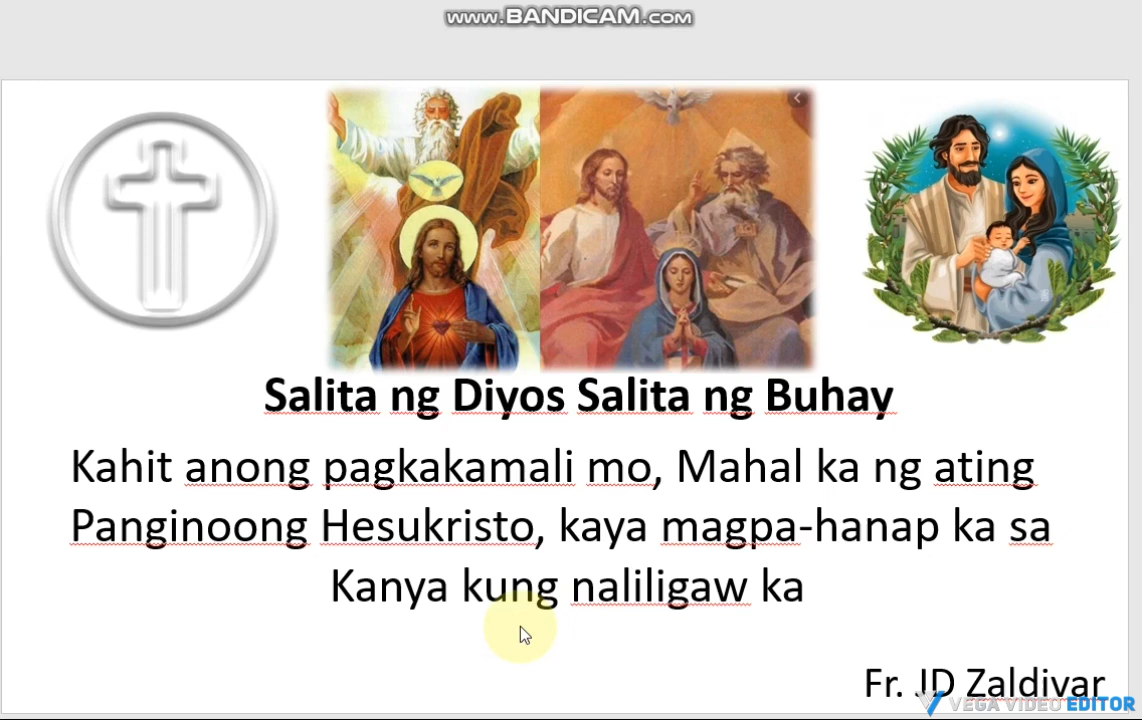 www.BANDICAM.com
Salita ng Diyos Salita ng Buhay
Kahit anong pagkakamali mo, Mahal ka ng ating
Panginoong Hesukristo, kaya magpa-hanap ka sa
Kanya kung naliligaw ka
Fr. JD Zaldivar
VEGA VIDEO EDITOR